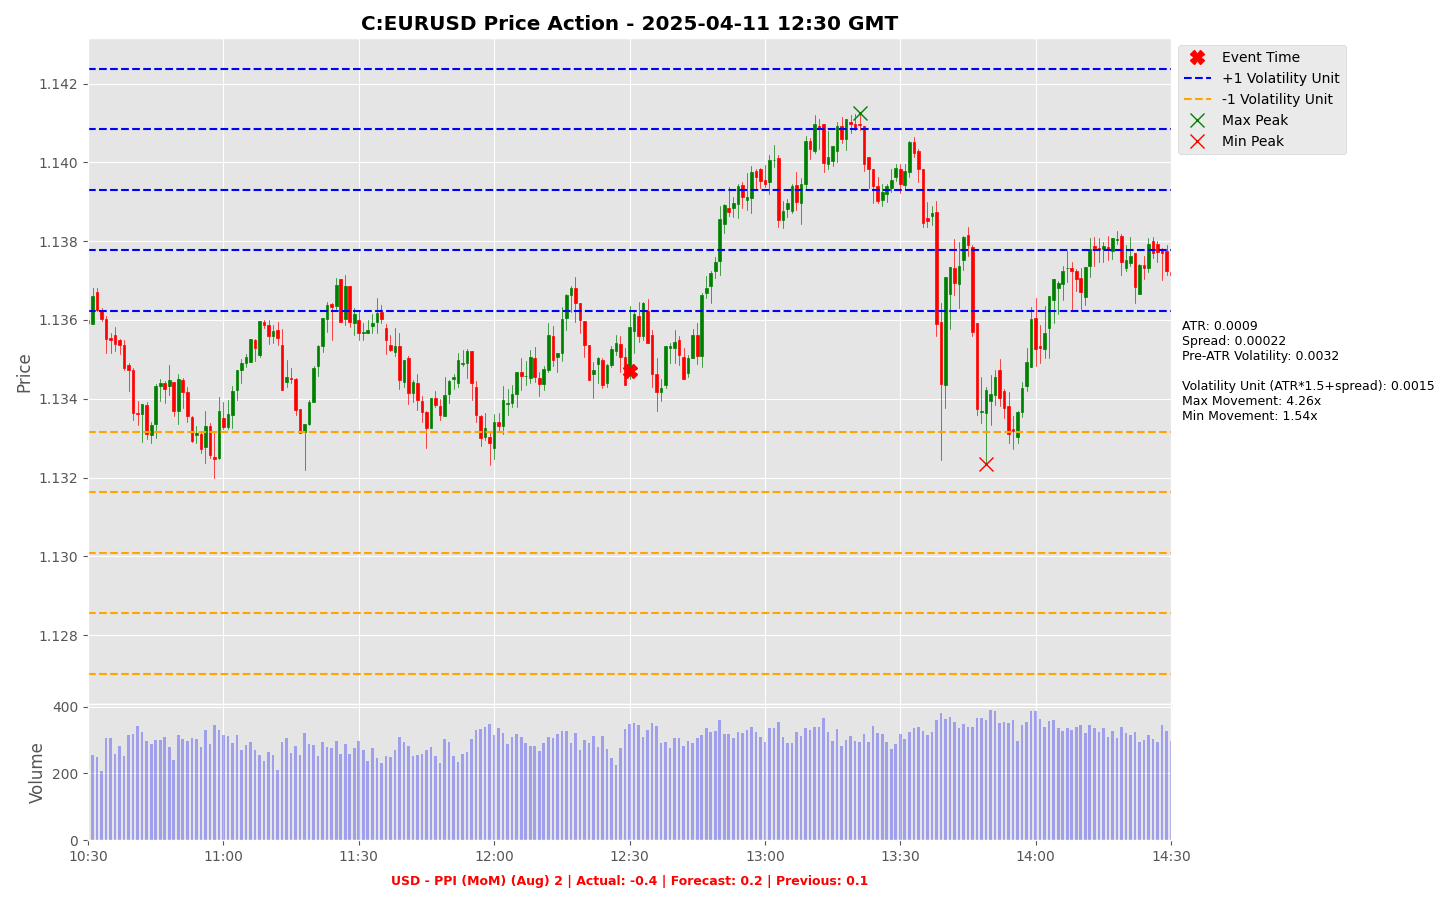 C:EURUSD Price Action - 2025-04-11 12:30 GMT
Event Time
+1 Volatility Unit
-1 Volatility Unit
Max Peak
Min Peak
Price
1.142
1.140
1.138
1.136
1.134
1.132
1.130
1.128
ATR: 0.0009
Spread: 0.00022
Pre-ATR Volatility: 0.0032
Volatility Unit (ATR*1.5+spread): 0.0015
Max Movement: 4.26x
Min Movement: 1.54x
Volume
400
200
0
10:30 11:00 11:30 12:00 12:30 13:00 13:30 14:00 14:30
USD - PPI (MoM) (Aug) 2 | Actual: -0.4 | Forecast: 0.2 | Previous: 0.1